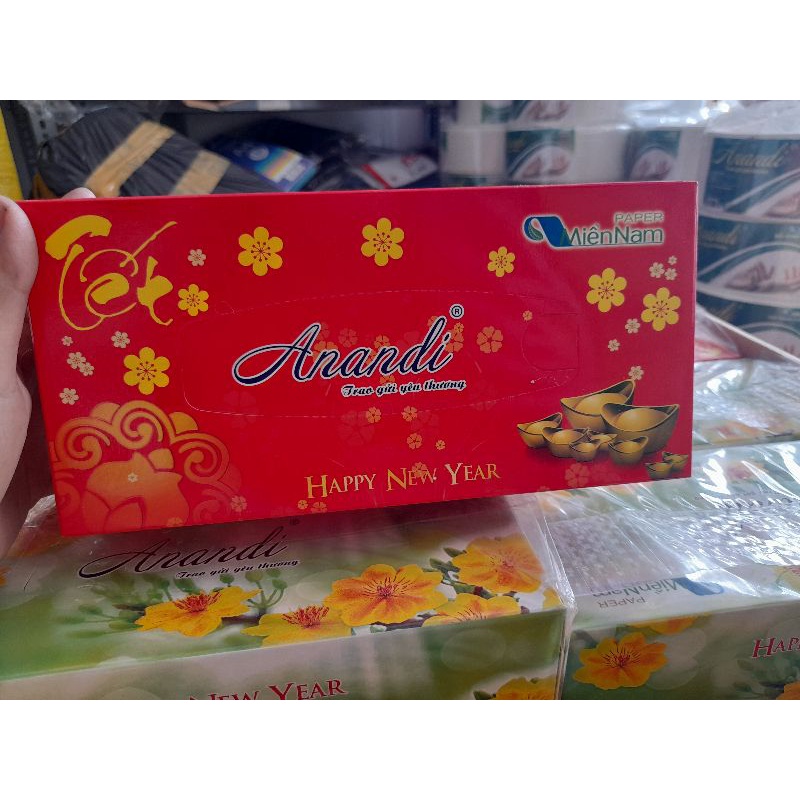 Tết
PAPER
MiềnNam
Anandi®
Trao gửi yêu thương
HAPPY NEW YEAR
Anandi
Anandi®
Trao gửi yêu thương
NEW YEAR
PAPER
MiềnNam